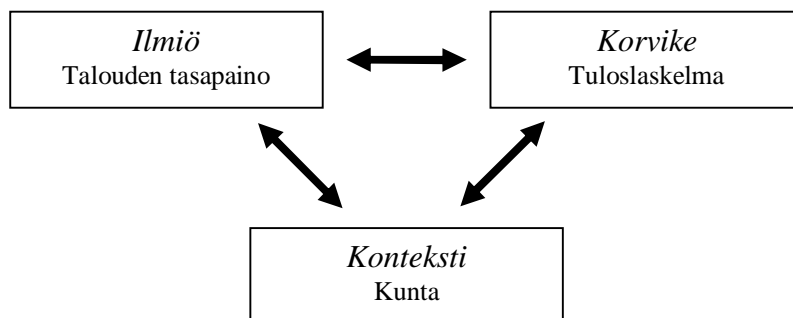 Ilmiö
Talouden tasapaino
Korvike
Tuloslaskelma
Konteksti
Kunta